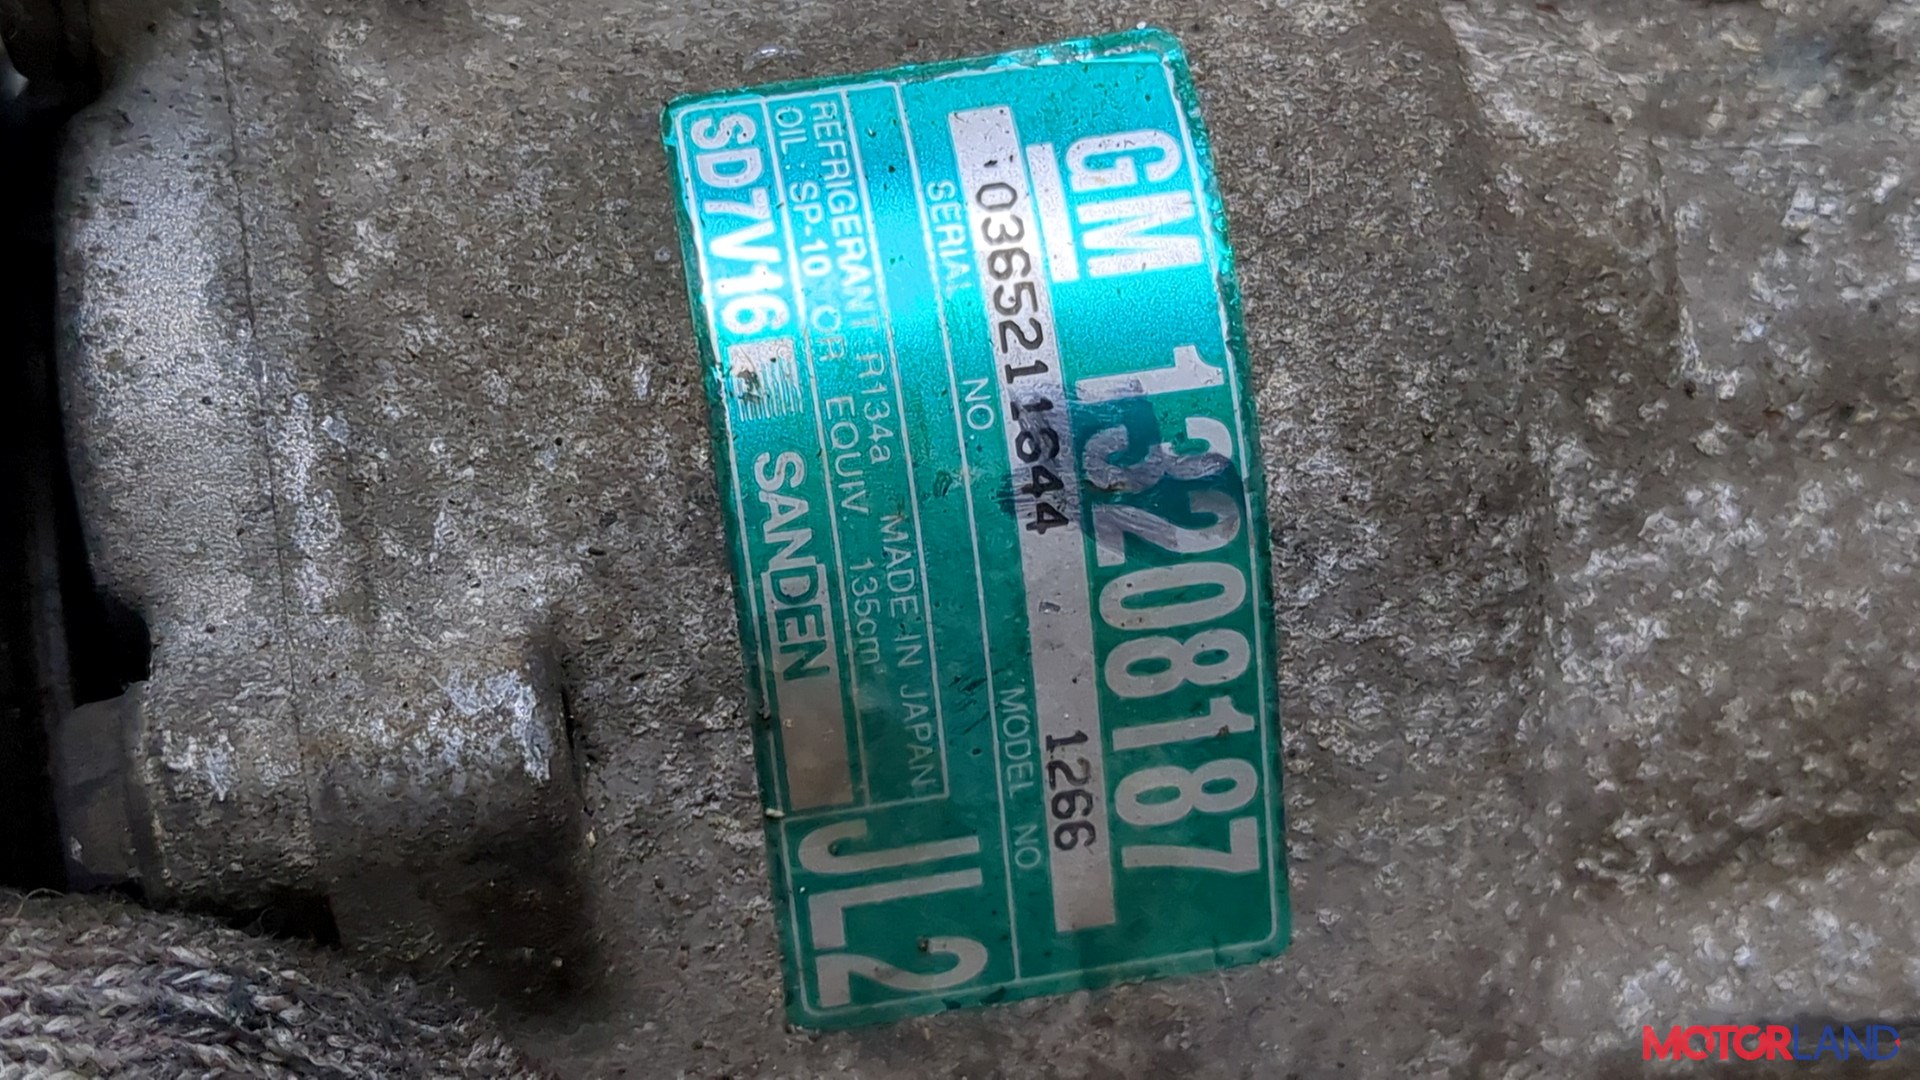 GM 13208187
03652111644 1266
SERIAL NO. MODEL NO.
REFRIGERANT R134a MADE IN JAPAN
OIL : SP-10 OR EQUIV. 135cm³
SD7V16 SANDEN
JL2
MOTORLAND